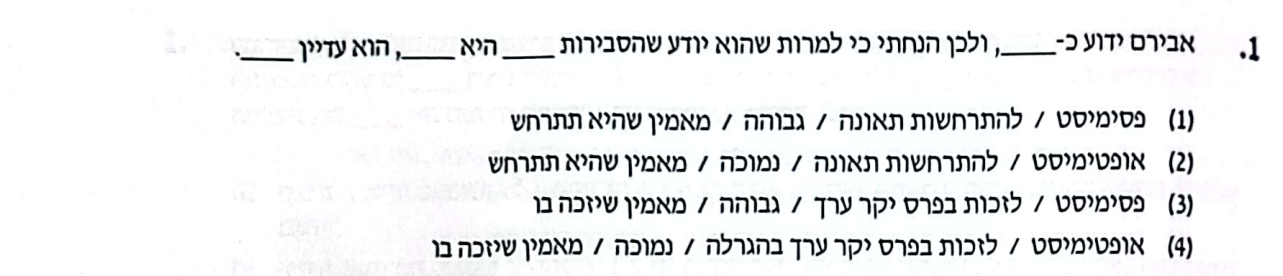 1. אבירם ידוע כ-____, ולכן הנחתי כי למרות שהוא יודע שהסבירות ____ היא ____, הוא עדיין ____.
(1) פסימיסט / להתרחשות תאונה / גבוהה / מאמין שהיא תתרחש
(2) אופטימיסט / להתרחשות תאונה / נמוכה / מאמין שהיא תתרחש
(3) פסימיסט / לזכות בפרס יקר ערך / גבוהה / מאמין שיזכה בו
(4) אופטימיסט / לזכות בפרס יקר ערך בהגרלה / נמוכה / מאמין שיזכה בו